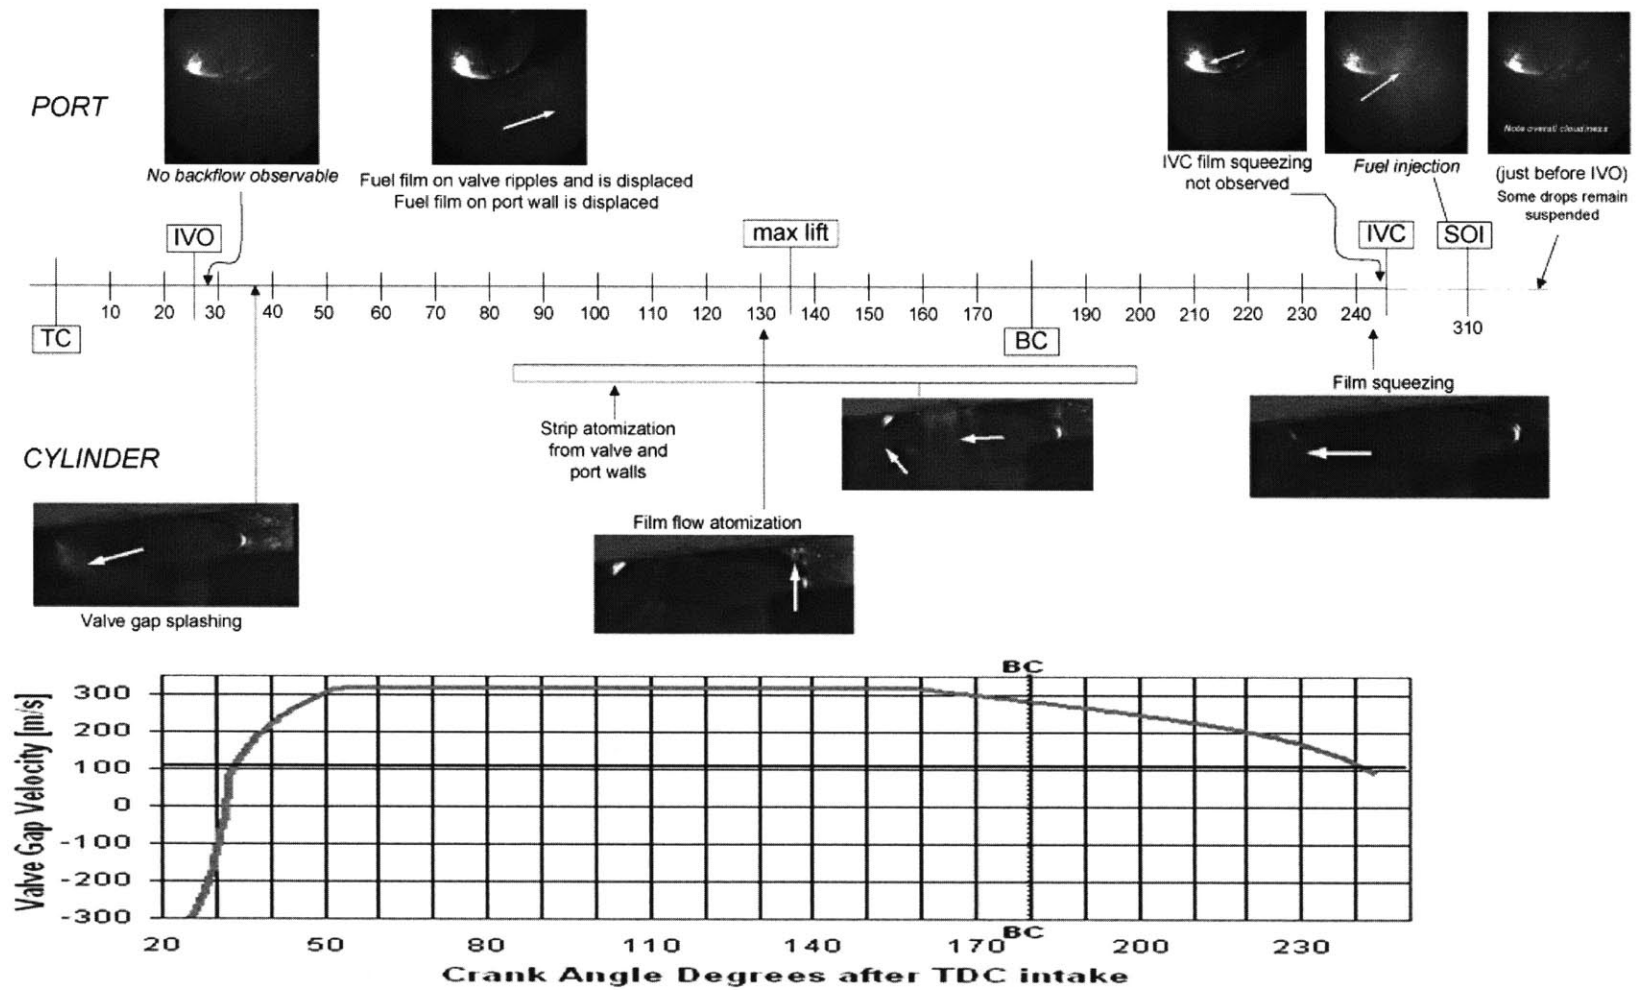 PORT
Note overall cloudiness
No backflow observable
Fuel film on valve ripples and is displaced
Fuel film on port wall is displaced
IVC film squeezing
not observed
Fuel injection
(just before IVO)
Some drops remain
suspended
IVO
max lift
IVC
SOI
10 20 30 40 50 60 70 80 90 100 110 120 130 140 150 160 170 190 200 210 220 230 240 310
TC
BC
Strip atomization
from valve and
port walls
Film squeezing
CYLINDER
Film flow atomization
Valve gap splashing
BC
Valve Gap Velocity [m/s]
300
200
100
0
-100
-200
-300
BC
20 50 80 110 140 170 200 230
Crank Angle Degrees after TDC intake